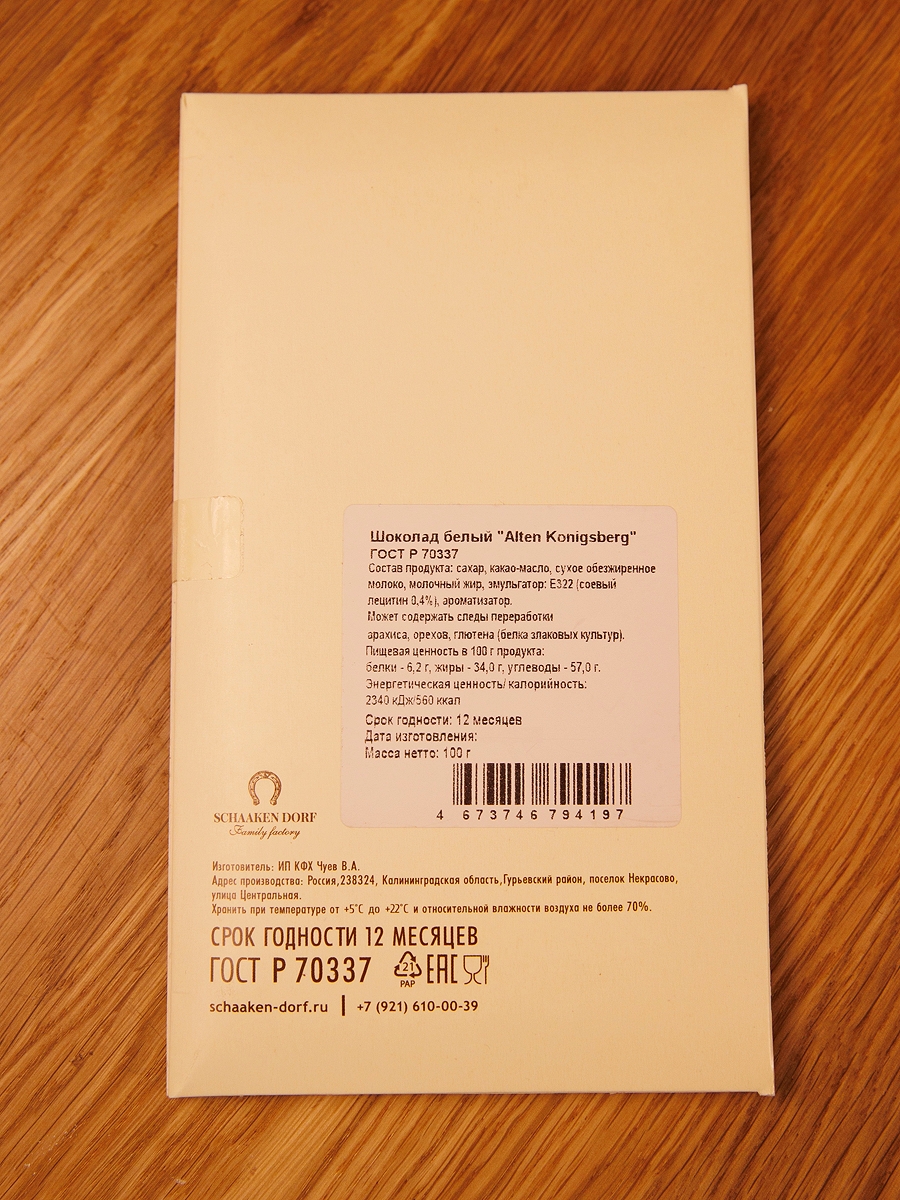 Шоколад белый "Alten Konigsberg"
ГОСТ Р 70337
Состав продукта: сахар, какао-масло, сухое обезжиренное
молоко, молочный жир, эмульгатор: Е322 (соевый
лецитин 0,4%), ароматизатор.
Может содержать следы переработки
арахиса, орехов, глютена (белка злаковых культур).
Пищевая ценность в 100 г продукта:
белки - 6,2 г, жиры - 34,0 г, углеводы - 57,0 г.
Энергетическая ценность/ калорийность:
2340 кДж/560 ккал
Срок годности: 12 месяцев
Дата изготовления:
Масса нетто: 100 г
4 673746 794197
SCHAAKEN DORF
Family factory
Изготовитель: ИП КФХ Чуев В.А.
Адрес производства: Россия,238324, Калининградская область,Гурьевский район, поселок Некрасово,
улица Центральная.
Хранить при температуре от +5°С до +22°С и относительной влажности воздуха не более 70%.
СРОК ГОДНОСТИ 12 МЕСЯЦЕВ
ГОСТ Р 70337 21 PAP EAC
schaaken-dorf.ru | +7 (921) 610-00-39